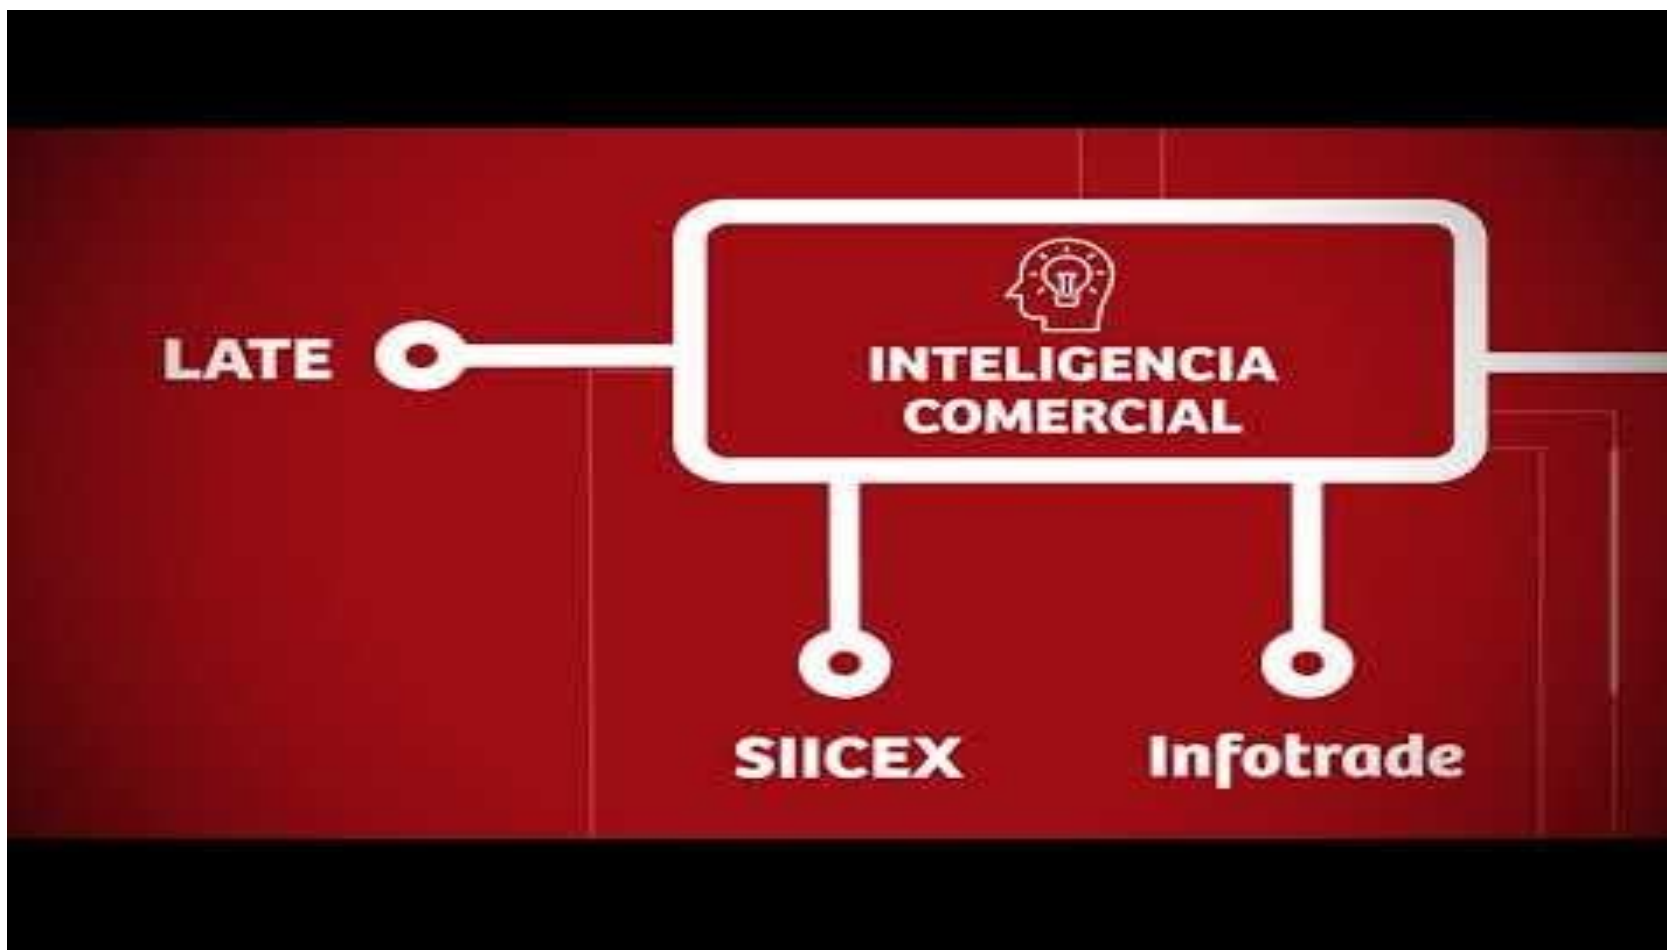 LATE
INTELIGENCIA
COMERCIAL
SIICEX
Infotrade